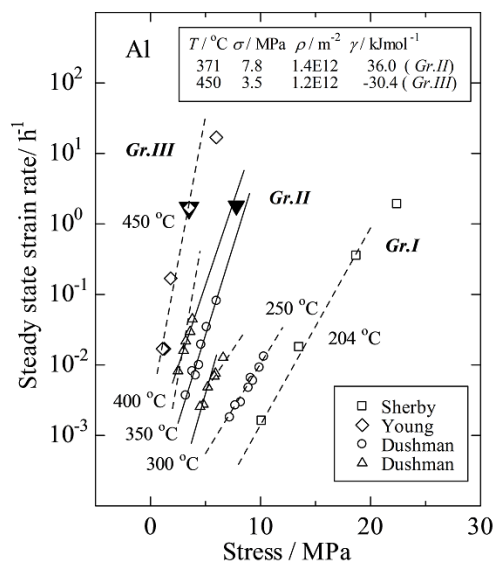 Al
T / °C σ / MPa ρ / m⁻² γ / kJmol⁻¹
371 7.8 1.4E12 36.0 ( Gr.II)
450 3.5 1.2E12 -30.4 ( Gr.III)
Steady state strain rate/ h⁻¹
10²
10¹
10⁰
10⁻¹
10⁻²
10⁻³
Gr.III
Gr.II
Gr.I
450 °C
250 °C
204 °C
400 °C
350 °C
300 °C
Sherby
Young
Dushman
Dushman
0 10 20 30
Stress / MPa